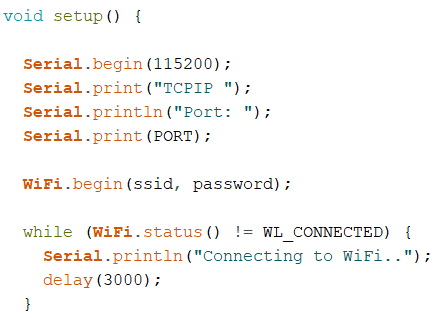 void setup() {
Serial.begin(115200);
Serial.print("TCPIP ");
Serial.println("Port: ");
Serial.print(PORT);
WiFi.begin(ssid, password);
while (WiFi.status() != WL_CONNECTED) {
Serial.println("Connecting to WiFi..");
delay(3000);
}